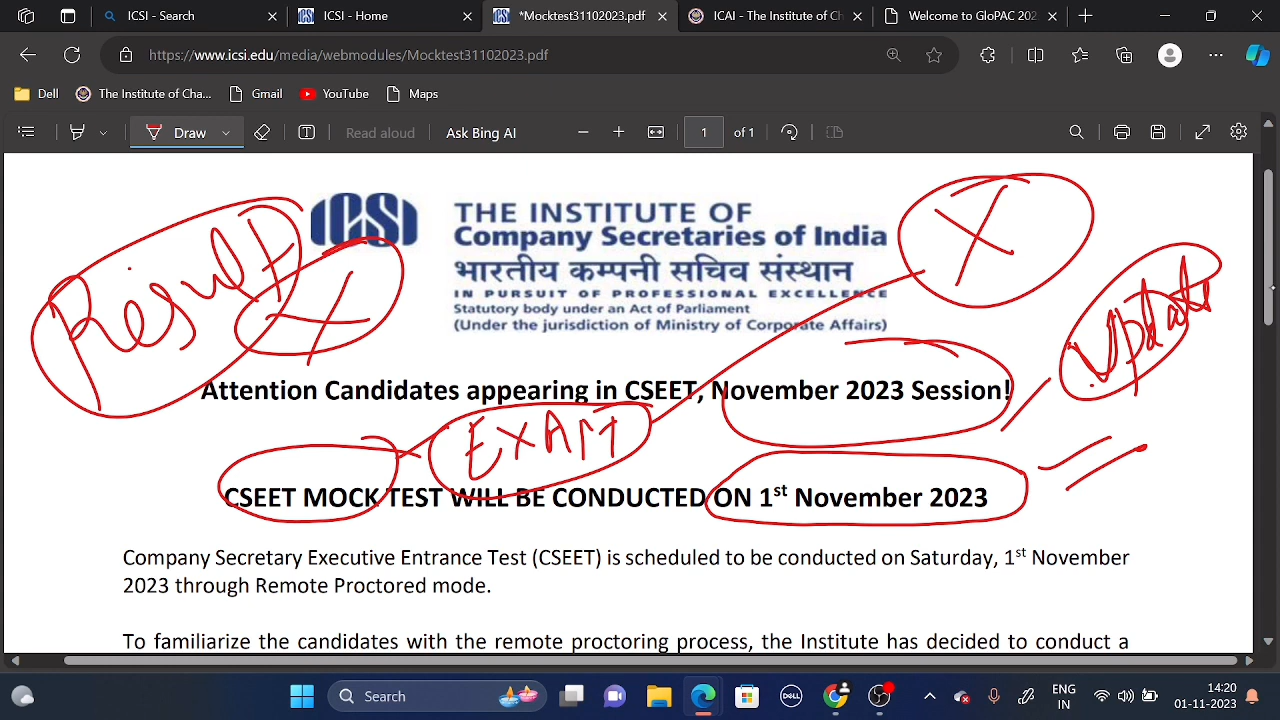 ICSI - Search
ICSI - Home
*Mocktest31102023.pdf
ICAI - The Institute of Ch
Welcome to GloPAC 202
https://www.icsi.edu/media/webmodules/Mocktest31102023.pdf
Dell
The Institute of Cha...
Gmail
YouTube
Maps
Draw
Read aloud
Ask Bing AI
1
of 1
ICSI
THE INSTITUTE OF
Company Secretaries of India
भारतीय कम्पनी सचिव संस्थान
IN PURSUIT OF PROFESSIONAL EXCELLENCE
Statutory body under an Act of Parliament
(Under the jurisdiction of Ministry of Corporate Affairs)
Result
X
X
Update
Attention Candidates appearing in CSEET, November 2023 Session!
EXAM
CSEET MOCK TEST WILL BE CONDUCTED ON 1st November 2023
Company Secretary Executive Entrance Test (CSEET) is scheduled to be conducted on Saturday, 1st November
2023 through Remote Proctored mode.
To familiarize the candidates with the remote proctoring process, the Institute has decided to conduct a
Search
DELL
ENG
IN
14:20
01-11-2023